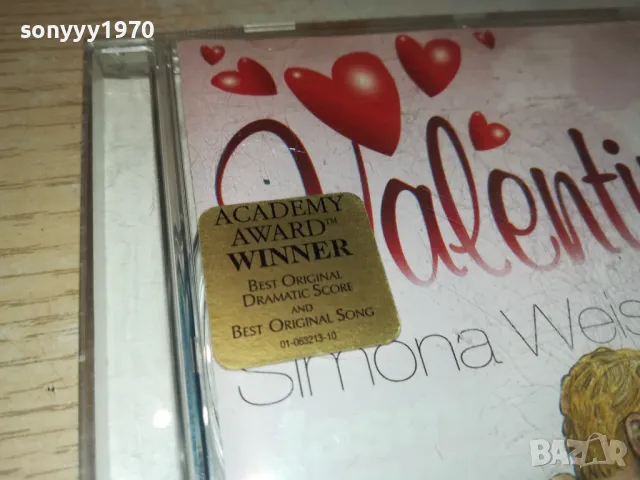 sonyyy1970
Valenti
ACADEMY
AWARD™
WINNER
BEST ORIGINAL
DRAMATIC SCORE
AND
BEST ORIGINAL SONG
01-063213-10
Simona Weis
BAZAR